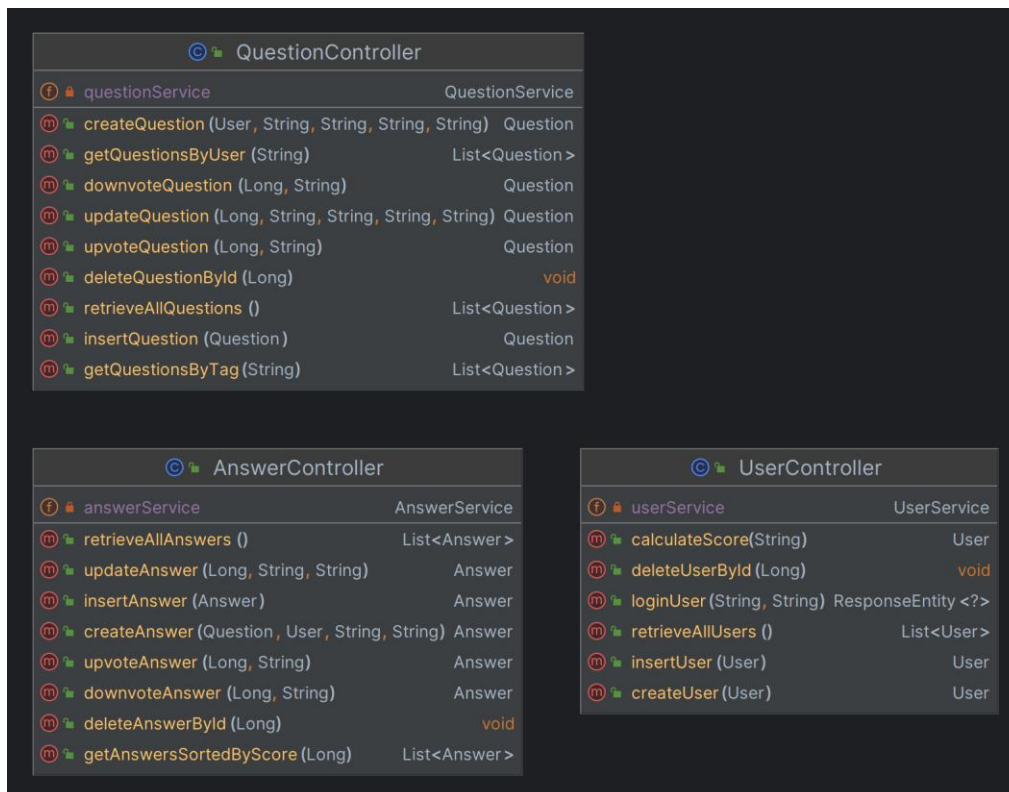 QuestionController
questionService QuestionService
createQuestion(User, String, String, String, String) Question
getQuestionsByUser(String) List<Question>
downvoteQuestion(Long, String) Question
updateQuestion(Long, String, String, String, String) Question
upvoteQuestion(Long, String) Question
deleteQuestionById(Long) void
retrieveAllQuestions() List<Question>
insertQuestion(Question) Question
getQuestionsByTag(String) List<Question>
AnswerController
answerService AnswerService
retrieveAllAnswers() List<Answer>
updateAnswer(Long, String, String) Answer
insertAnswer(Answer) Answer
createAnswer(Question, User, String, String) Answer
upvoteAnswer(Long, String) Answer
downvoteAnswer(Long, String) Answer
deleteAnswerById(Long) void
getAnswersSortedByScore(Long) List<Answer>
UserController
userService UserService
calculateScore(String) User
deleteUserById(Long) void
loginUser(String, String) ResponseEntity<?>
retrieveAllUsers() List<User>
insertUser(User) User
createUser(User) User